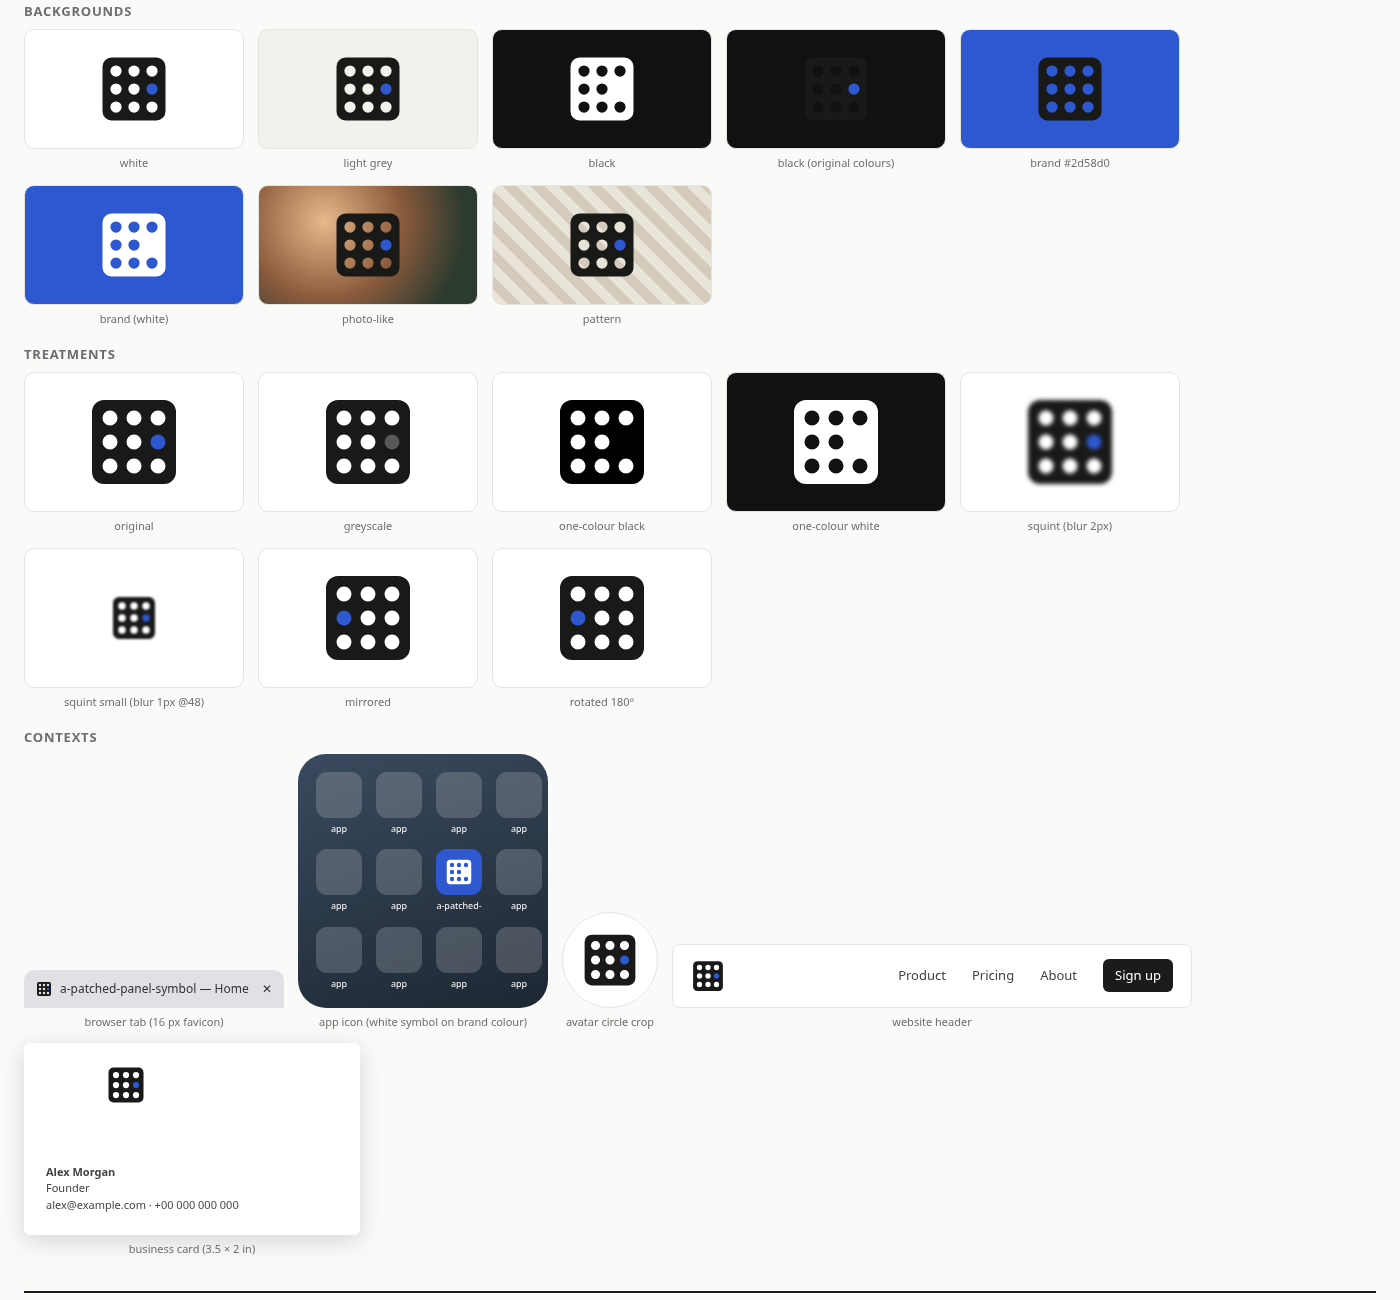 BACKGROUNDS
white
light grey
black
black (original colours)
brand #2d58d0
brand (white)
photo-like
pattern
TREATMENTS
original
greyscale
one-colour black
one-colour white
squint (blur 2px)
squint small (blur 1px @48)
mirrored
rotated 180°
CONTEXTS
app app app app
app app a-patched- app
app app app app
a-patched-panel-symbol — Home ✕
Product Pricing About Sign up
browser tab (16 px favicon)
app icon (white symbol on brand colour)
avatar circle crop
website header
Alex Morgan
Founder
alex@example.com · +00 000 000 000
business card (3.5 × 2 in)